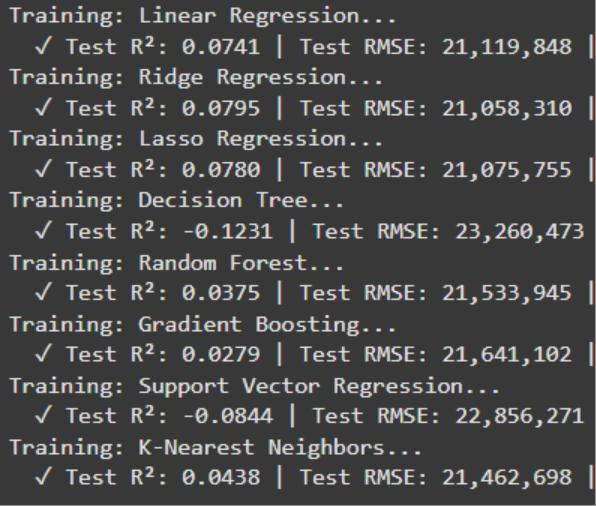 Training: Linear Regression...
✓ Test R²: 0.0741 | Test RMSE: 21,119,848 |
Training: Ridge Regression...
✓ Test R²: 0.0795 | Test RMSE: 21,058,310 |
Training: Lasso Regression...
✓ Test R²: 0.0780 | Test RMSE: 21,075,755 |
Training: Decision Tree...
✓ Test R²: -0.1231 | Test RMSE: 23,260,473
Training: Random Forest...
✓ Test R²: 0.0375 | Test RMSE: 21,533,945 |
Training: Gradient Boosting...
✓ Test R²: 0.0279 | Test RMSE: 21,641,102 |
Training: Support Vector Regression...
✓ Test R²: -0.0844 | Test RMSE: 22,856,271
Training: K-Nearest Neighbors...
✓ Test R²: 0.0438 | Test RMSE: 21,462,698 |